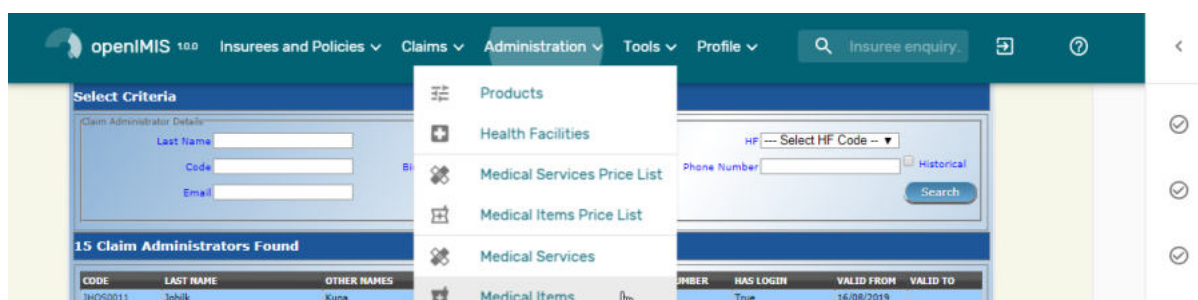 openIMIS 1.0.0 Insurees and Policies Claims Administration Tools Profile Insuree enquiry.
Select Criteria
Products
Claim Administrator Details
Last Name
HF --- Select HF Code --
Health Facilities
Code
Phone Number
Historical
Medical Services Price List
Email
Search
Medical Items Price List
15 Claim Administrators Found
Medical Services
CODE LAST NAME OTHER NAMES HAS LOGIN VALID FROM VALID TO
JHOS0011 Johik Kuna True 16/08/2019
Medical Items